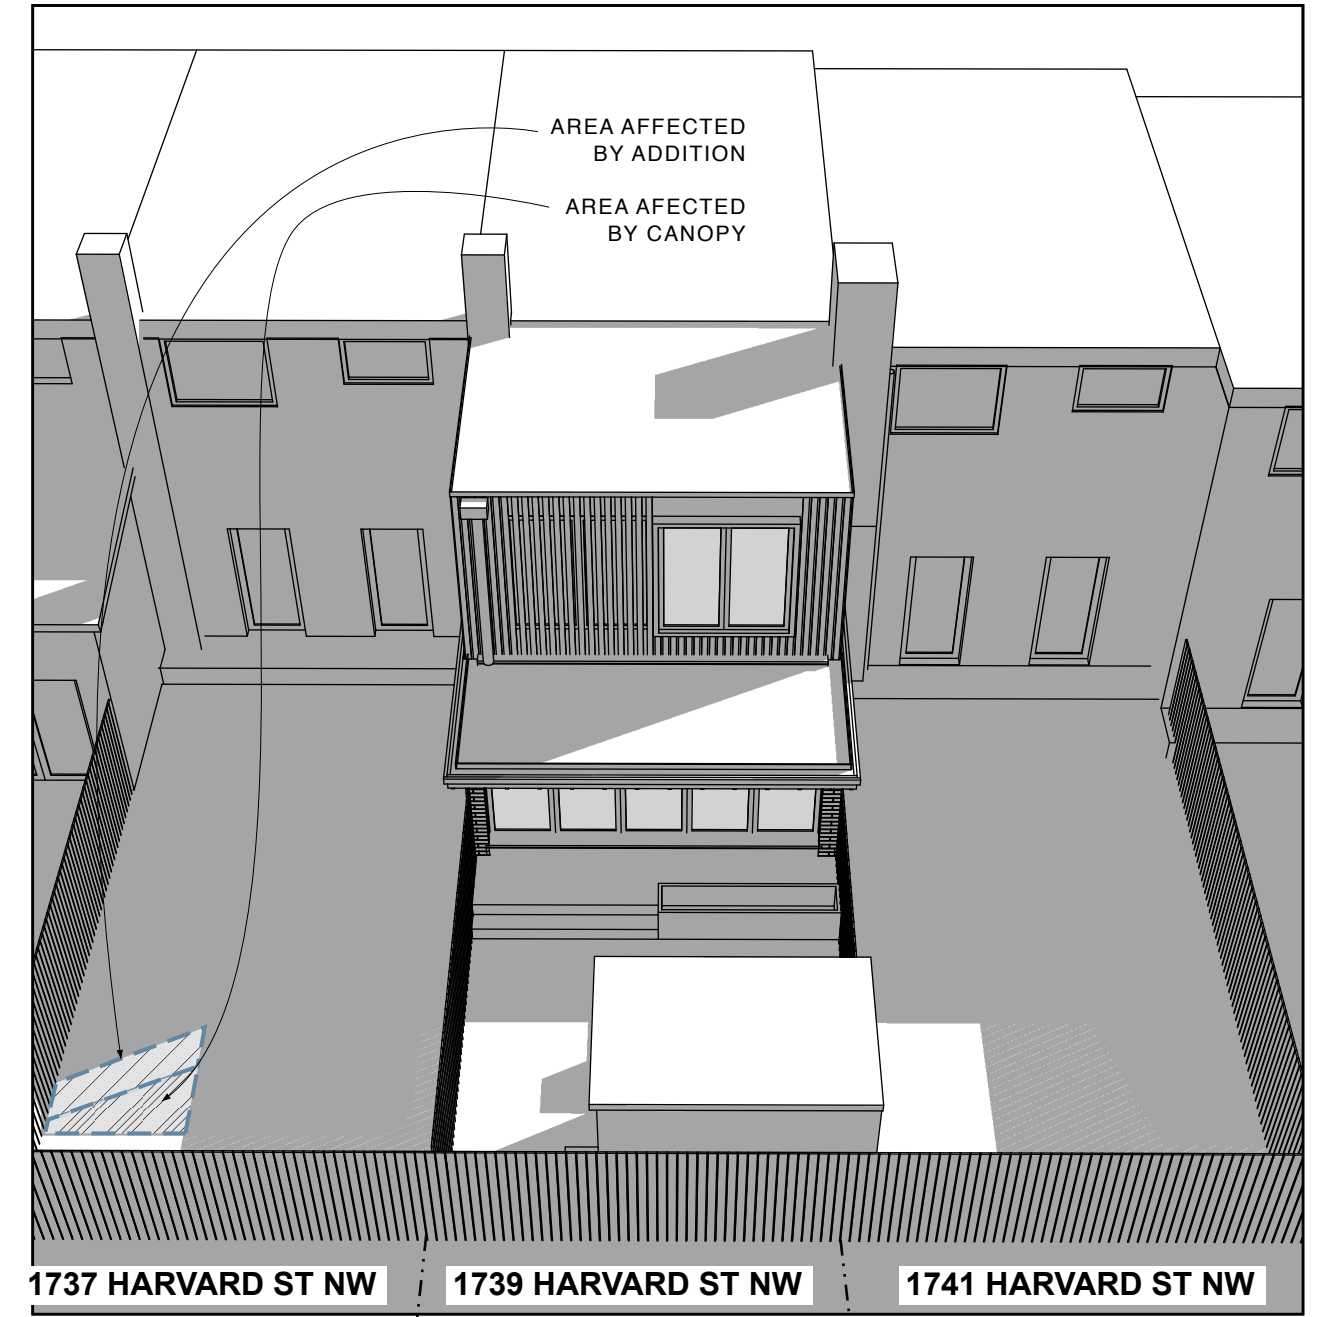 AREA AFFECTED
BY ADDITION
AREA AFECTED
BY CANOPY
1737 HARVARD ST NW
1739 HARVARD ST NW
1741 HARVARD ST NW